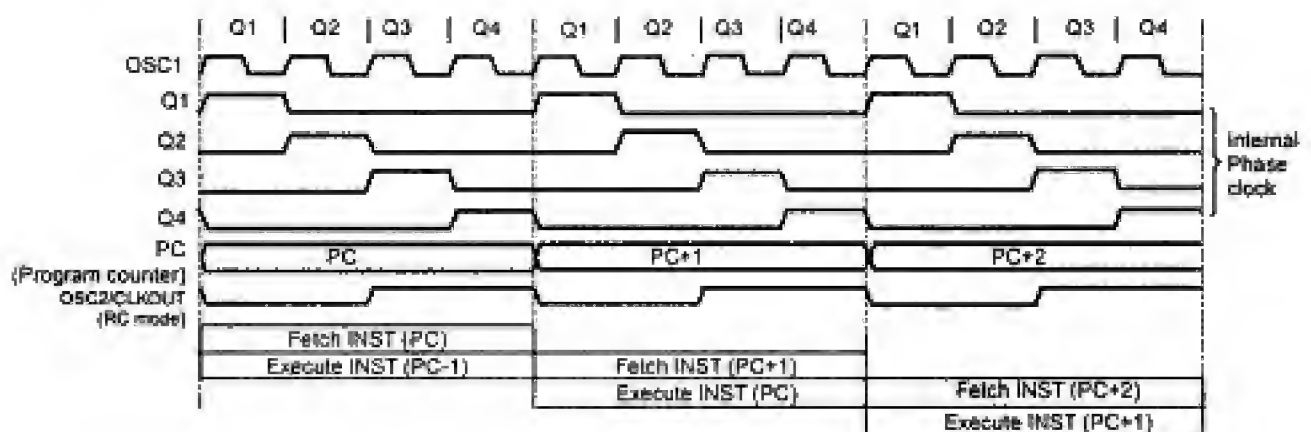 Q1 | Q2 | Q3 | Q4 | Q1 | Q2 | Q3 | Q4 | Q1 | Q2 | Q3 | Q4
OSC1
Q1
Q2
Q3
Q4
Internal
Phase
clock
PC
(Program counter)
PC
PC+1
PC+2
OSC2/CLKOUT
(RC mode)
Fetch INST (PC)
Execute INST (PC-1)
Fetch INST (PC+1)
Execute INST (PC)
Fetch INST (PC+2)
Execute INST (PC+1)